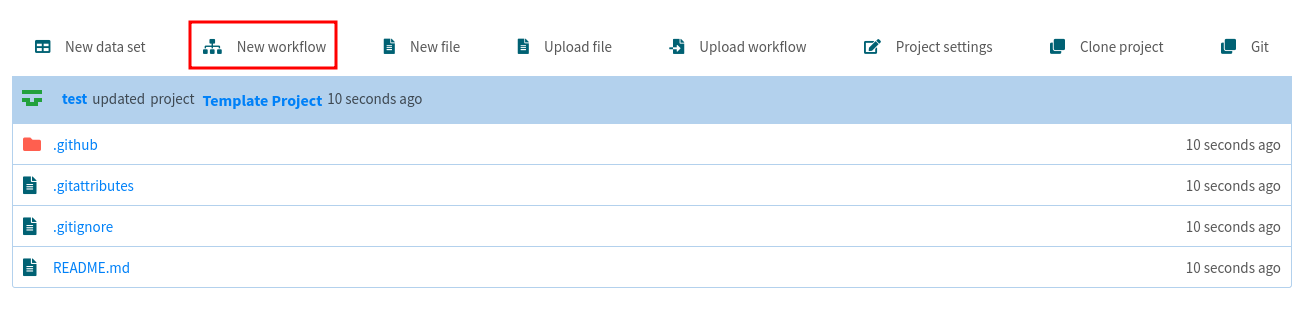 New data set New workflow New file Upload file Upload workflow Project settings Clone project Git
test updated project Template Project 10 seconds ago
.github 10 seconds ago
.gitattributes 10 seconds ago
.gitignore 10 seconds ago
README.md 10 seconds ago